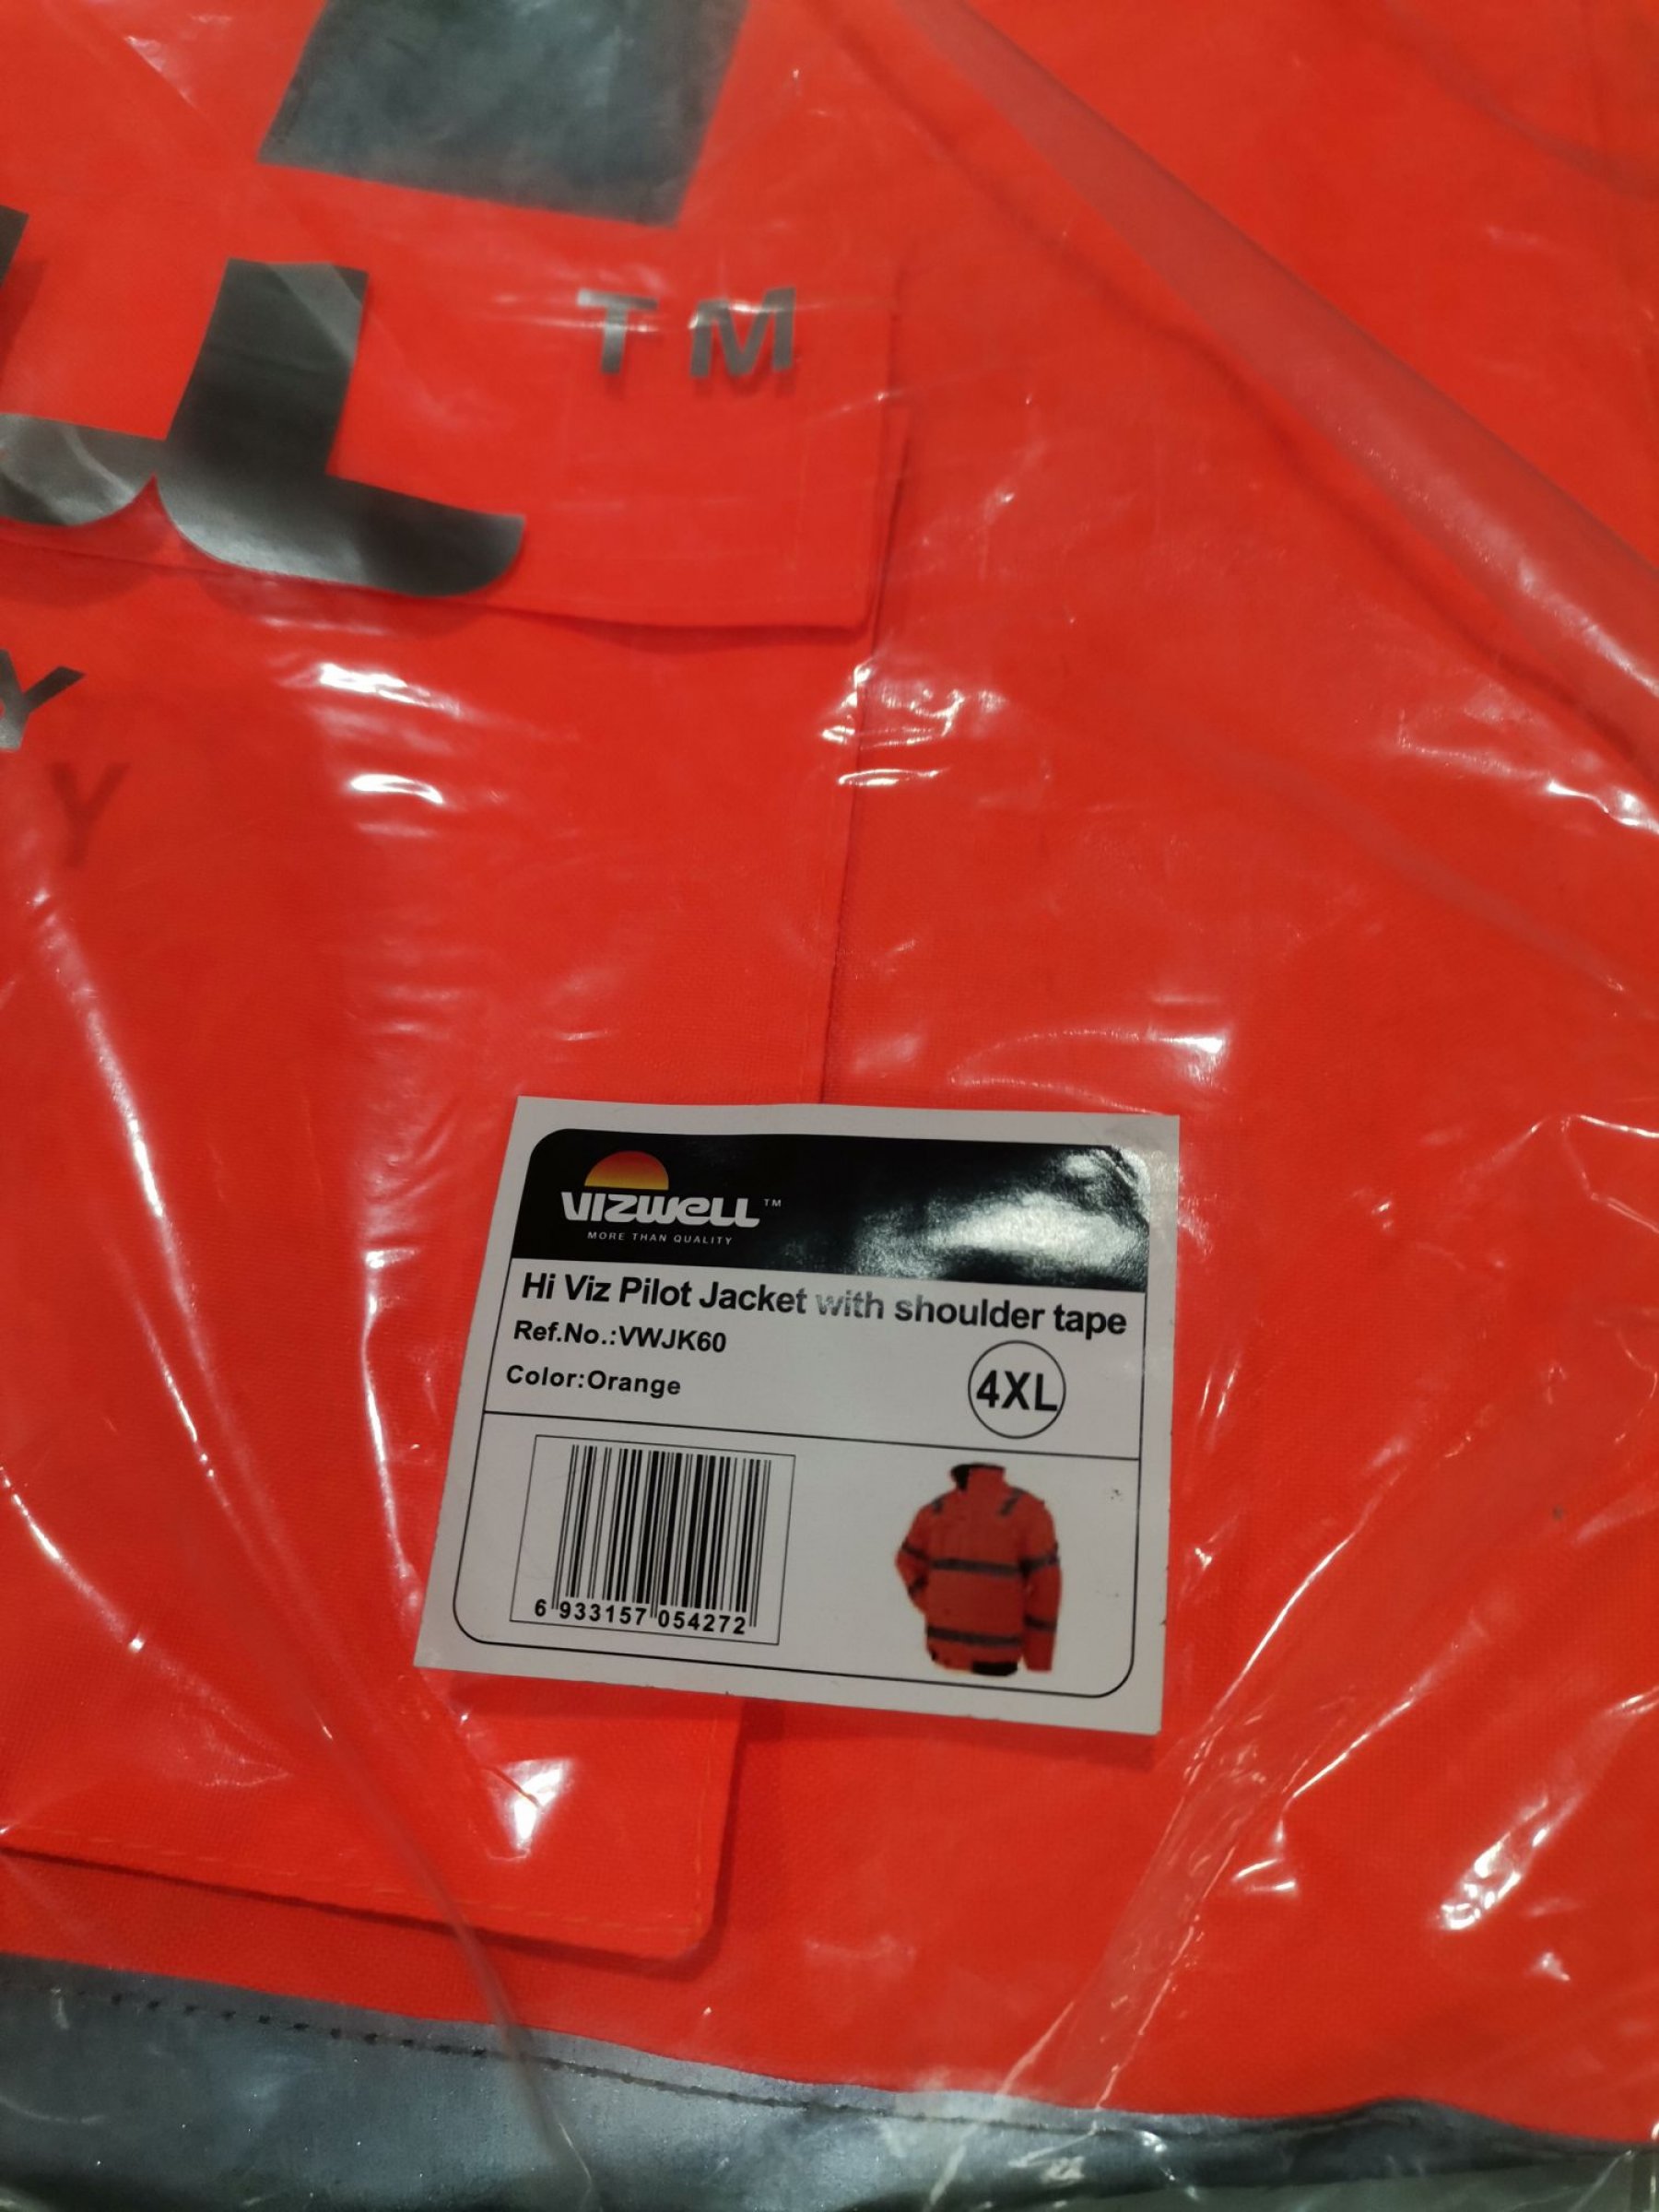 TM
Y
Y
VIZWELL™
MORE THAN QUALITY
Hi Viz Pilot Jacket with shoulder tape
Ref.No.:VWJK60
Color:Orange
4XL
6 933157 054272